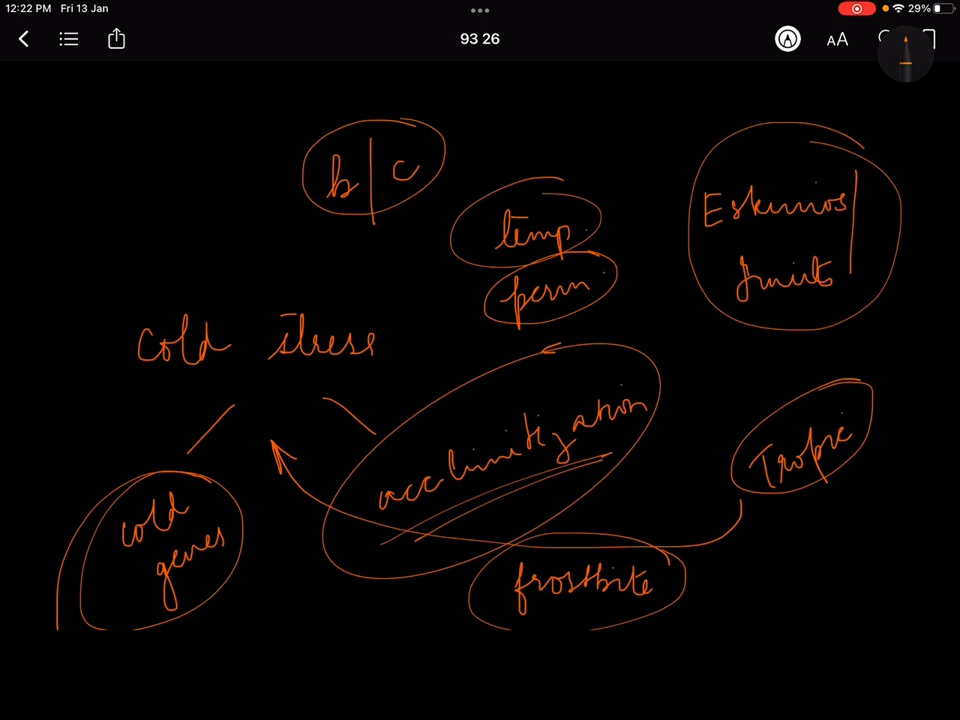 12:22 PM Fri 13 Jan
29%
93 26
AA
b | c
temp
perm
Eskimos
Inuits
cold stress
acclimitization
Tropic
cold
genes
frostbite